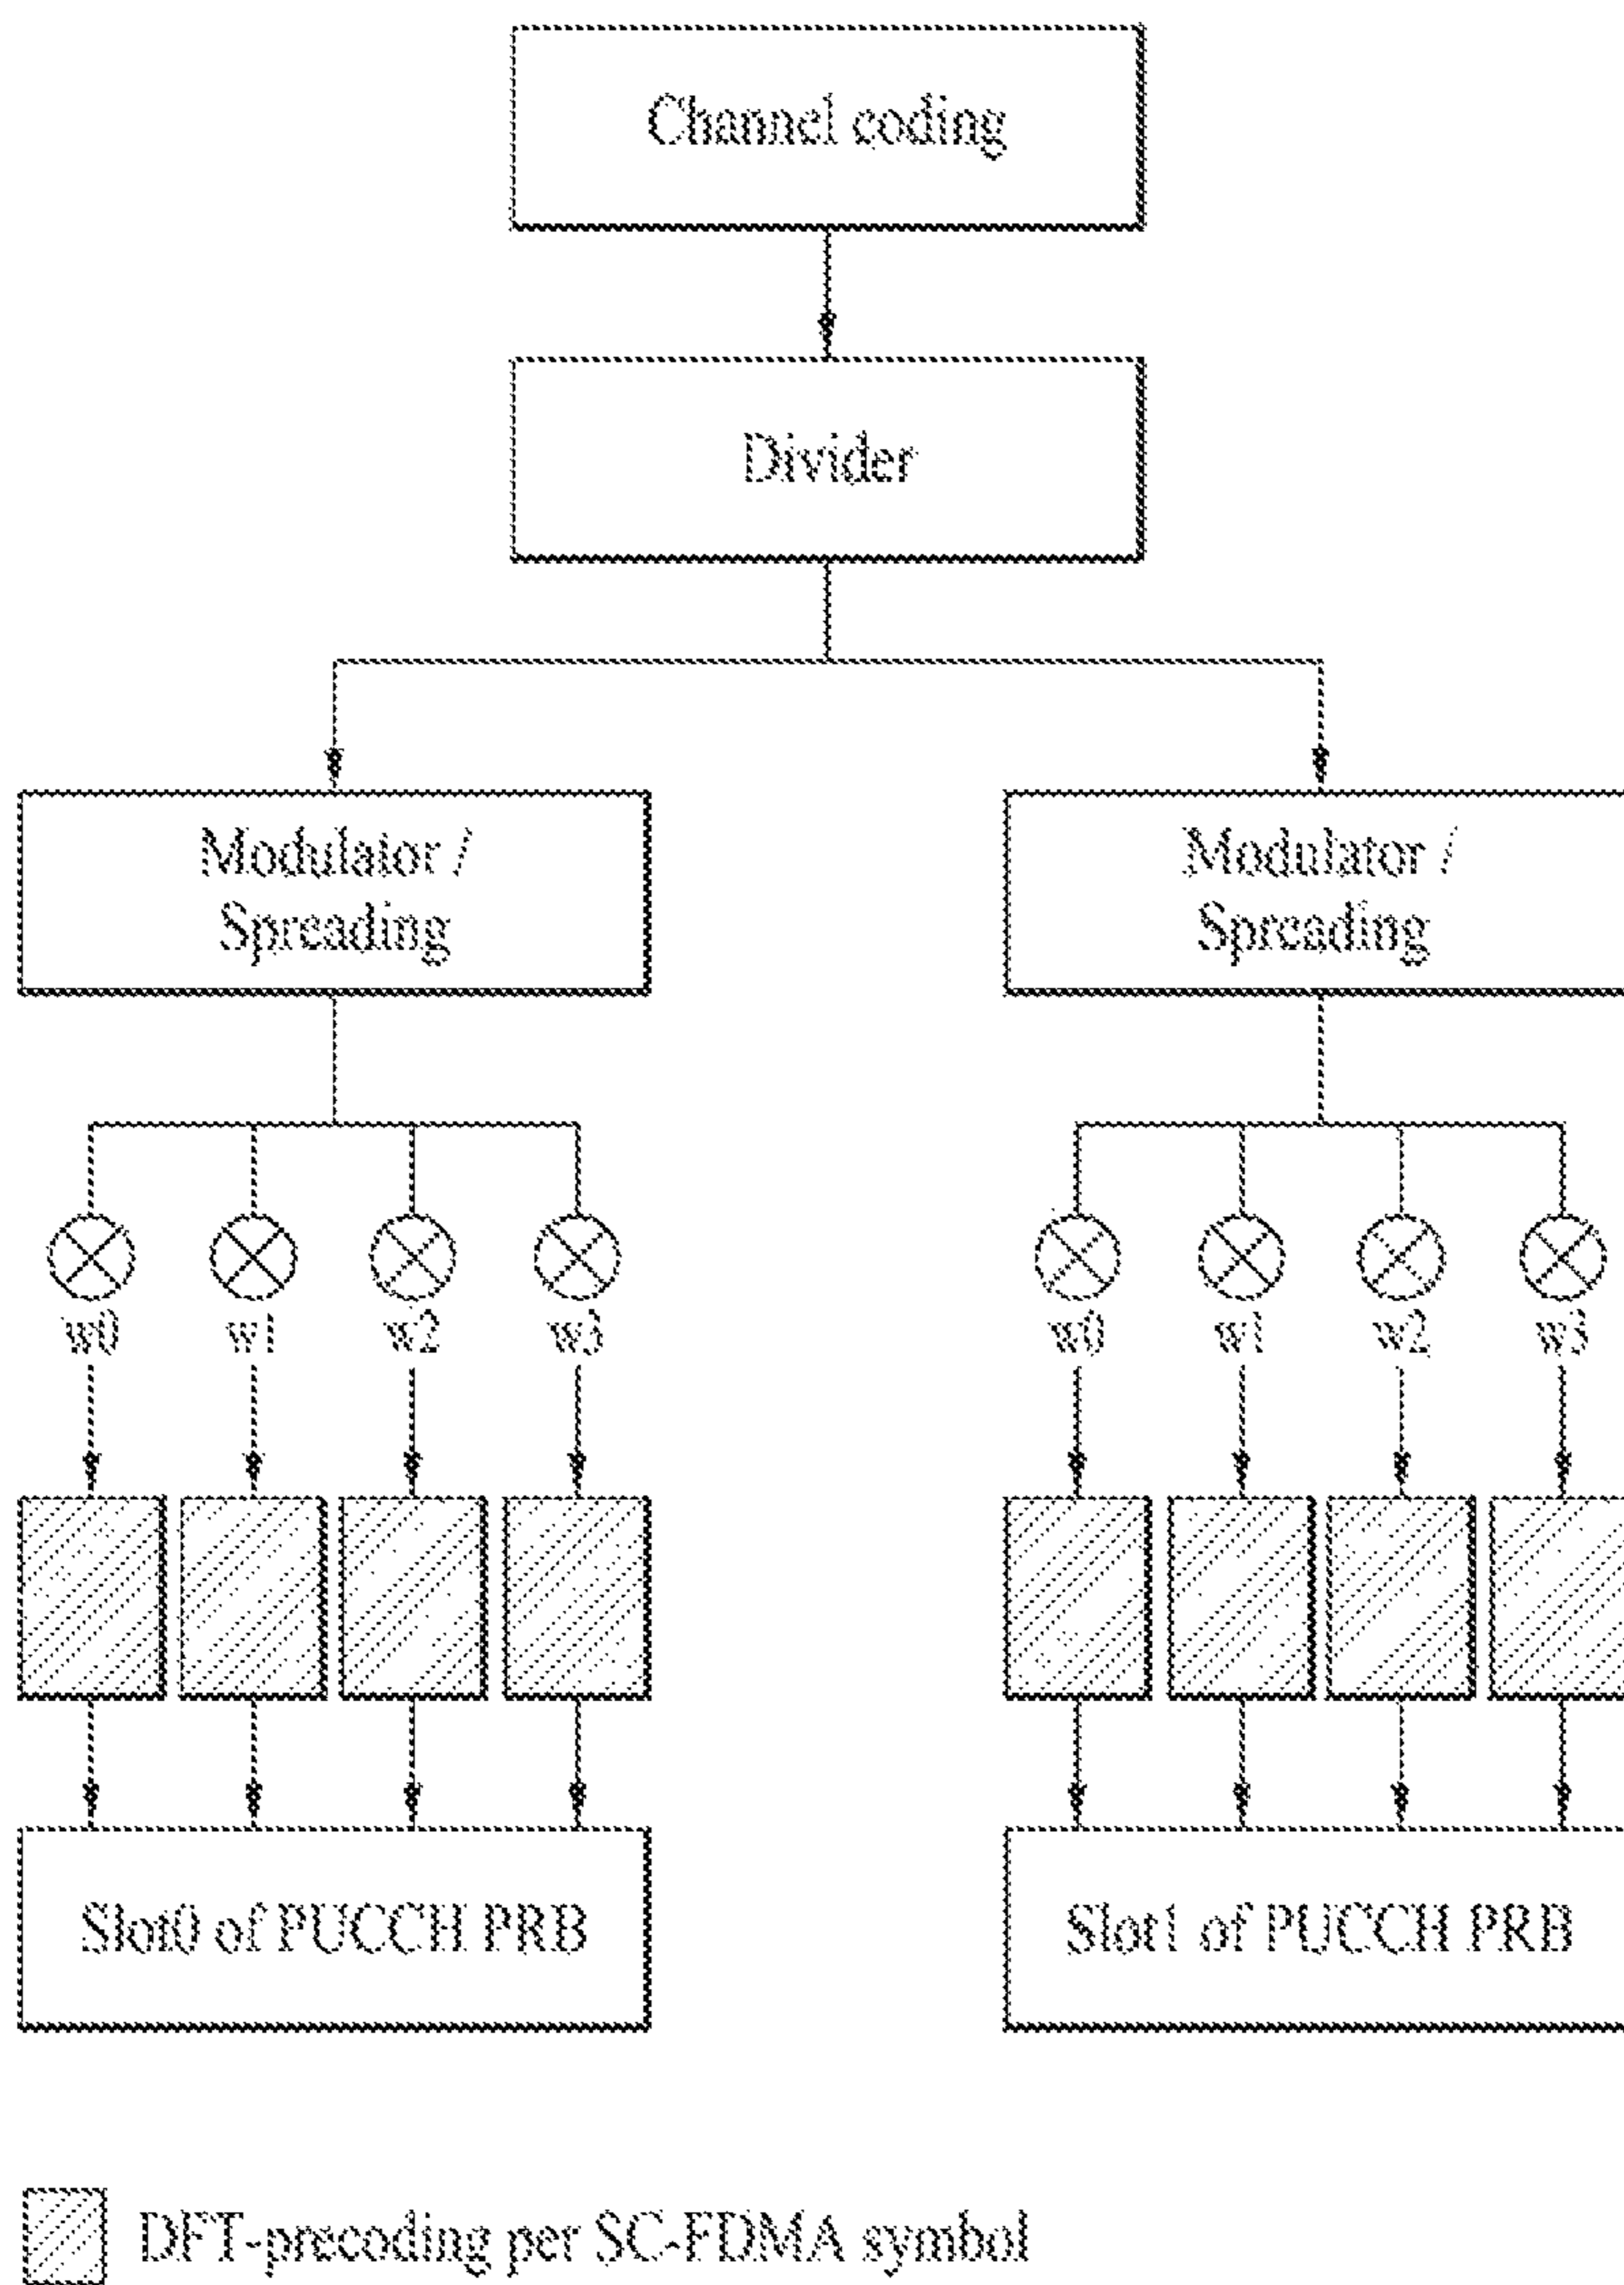 Channel coding
Divider
Modulator /
Spreading
Modulator /
Spreading
w0 w1 w2 w3
w0 w1 w2 w3
Slot0 of PUCCH PRB
Slot1 of PUCCH PRB
DFT-precoding per SC-FDMA symbol